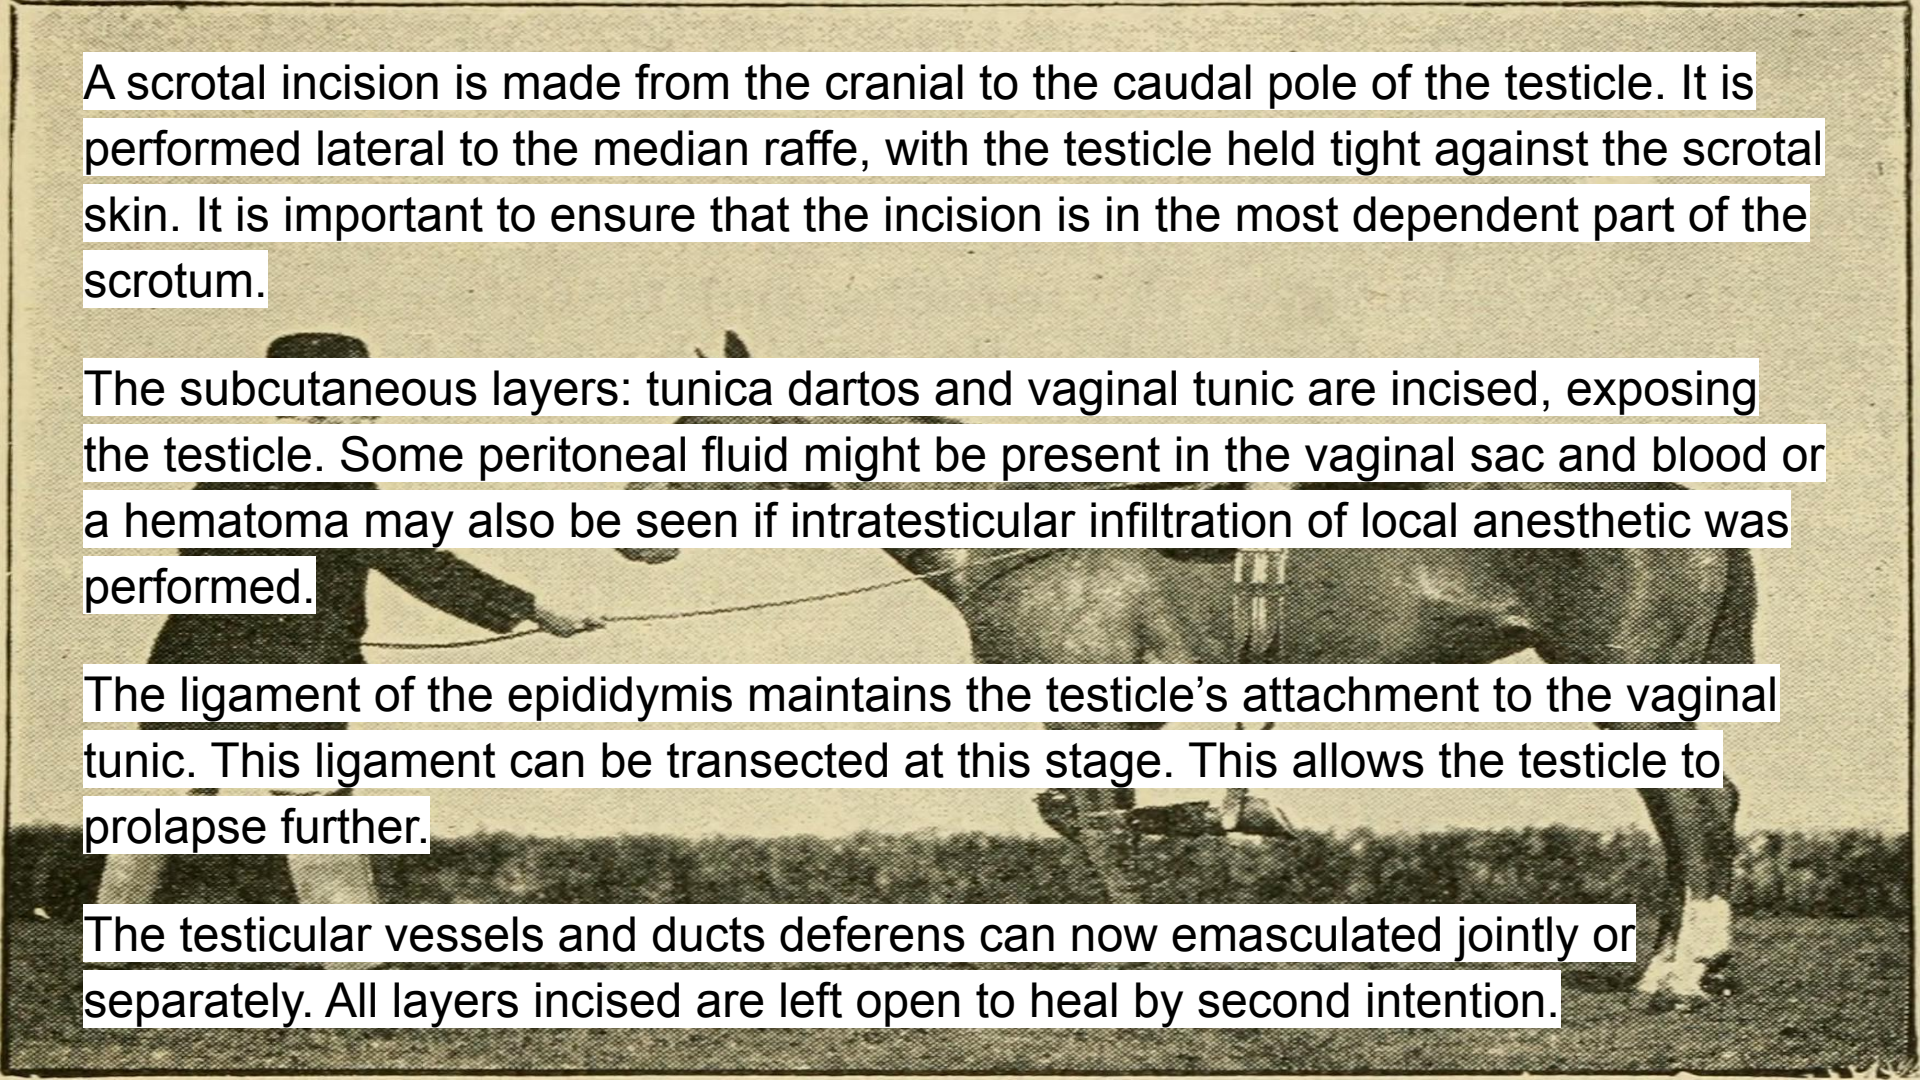 A scrotal incision is made from the cranial to the caudal pole of the testicle. It is
performed lateral to the median raffe, with the testicle held tight against the scrotal
skin. It is important to ensure that the incision is in the most dependent part of the
scrotum.
The subcutaneous layers: tunica dartos and vaginal tunic are incised, exposing
the testicle. Some peritoneal fluid might be present in the vaginal sac and blood or
a hematoma may also be seen if intratesticular infiltration of local anesthetic was
performed.
The ligament of the epididymis maintains the testicle’s attachment to the vaginal
tunic. This ligament can be transected at this stage. This allows the testicle to
prolapse further.
The testicular vessels and ducts deferens can now emasculated jointly or
separately. All layers incised are left open to heal by second intention.